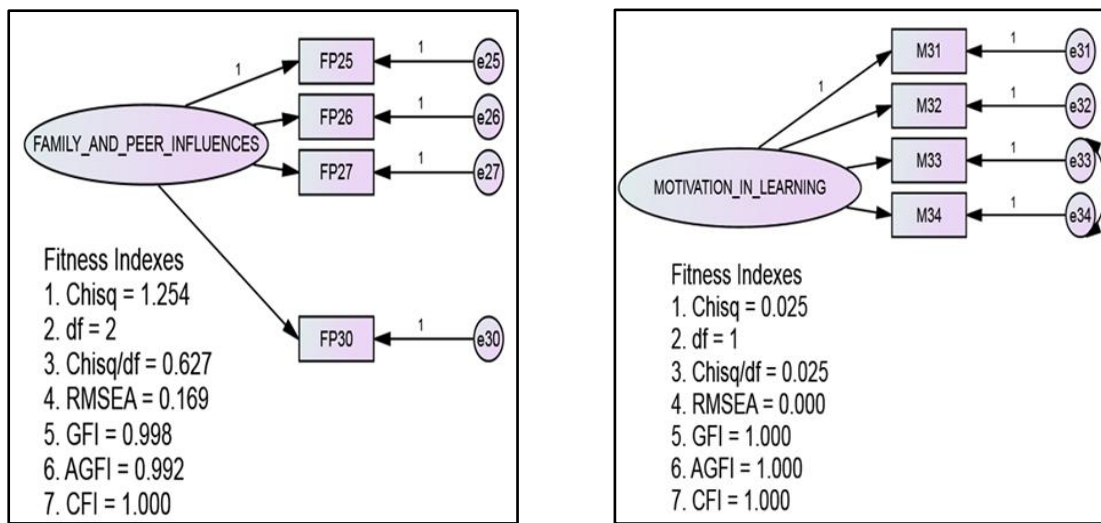 1
FP25
1
e25
FP26
1
e26
FAMILY_AND_PEER_INFLUENCES
FP27
1
e27
FP30
1
e30
Fitness Indexes
1. Chisq = 1.254
2. df = 2
3. Chisq/df = 0.627
4. RMSEA = 0.169
5. GFI = 0.998
6. AGFI = 0.992
7. CFI = 1.000
1
M31
1
e31
M32
1
e32
M33
1
e33
MOTIVATION_IN_LEARNING
M34
1
e34
Fitness Indexes
1. Chisq = 0.025
2. df = 1
3. Chisq/df = 0.025
4. RMSEA = 0.000
5. GFI = 1.000
6. AGFI = 1.000
7. CFI = 1.000